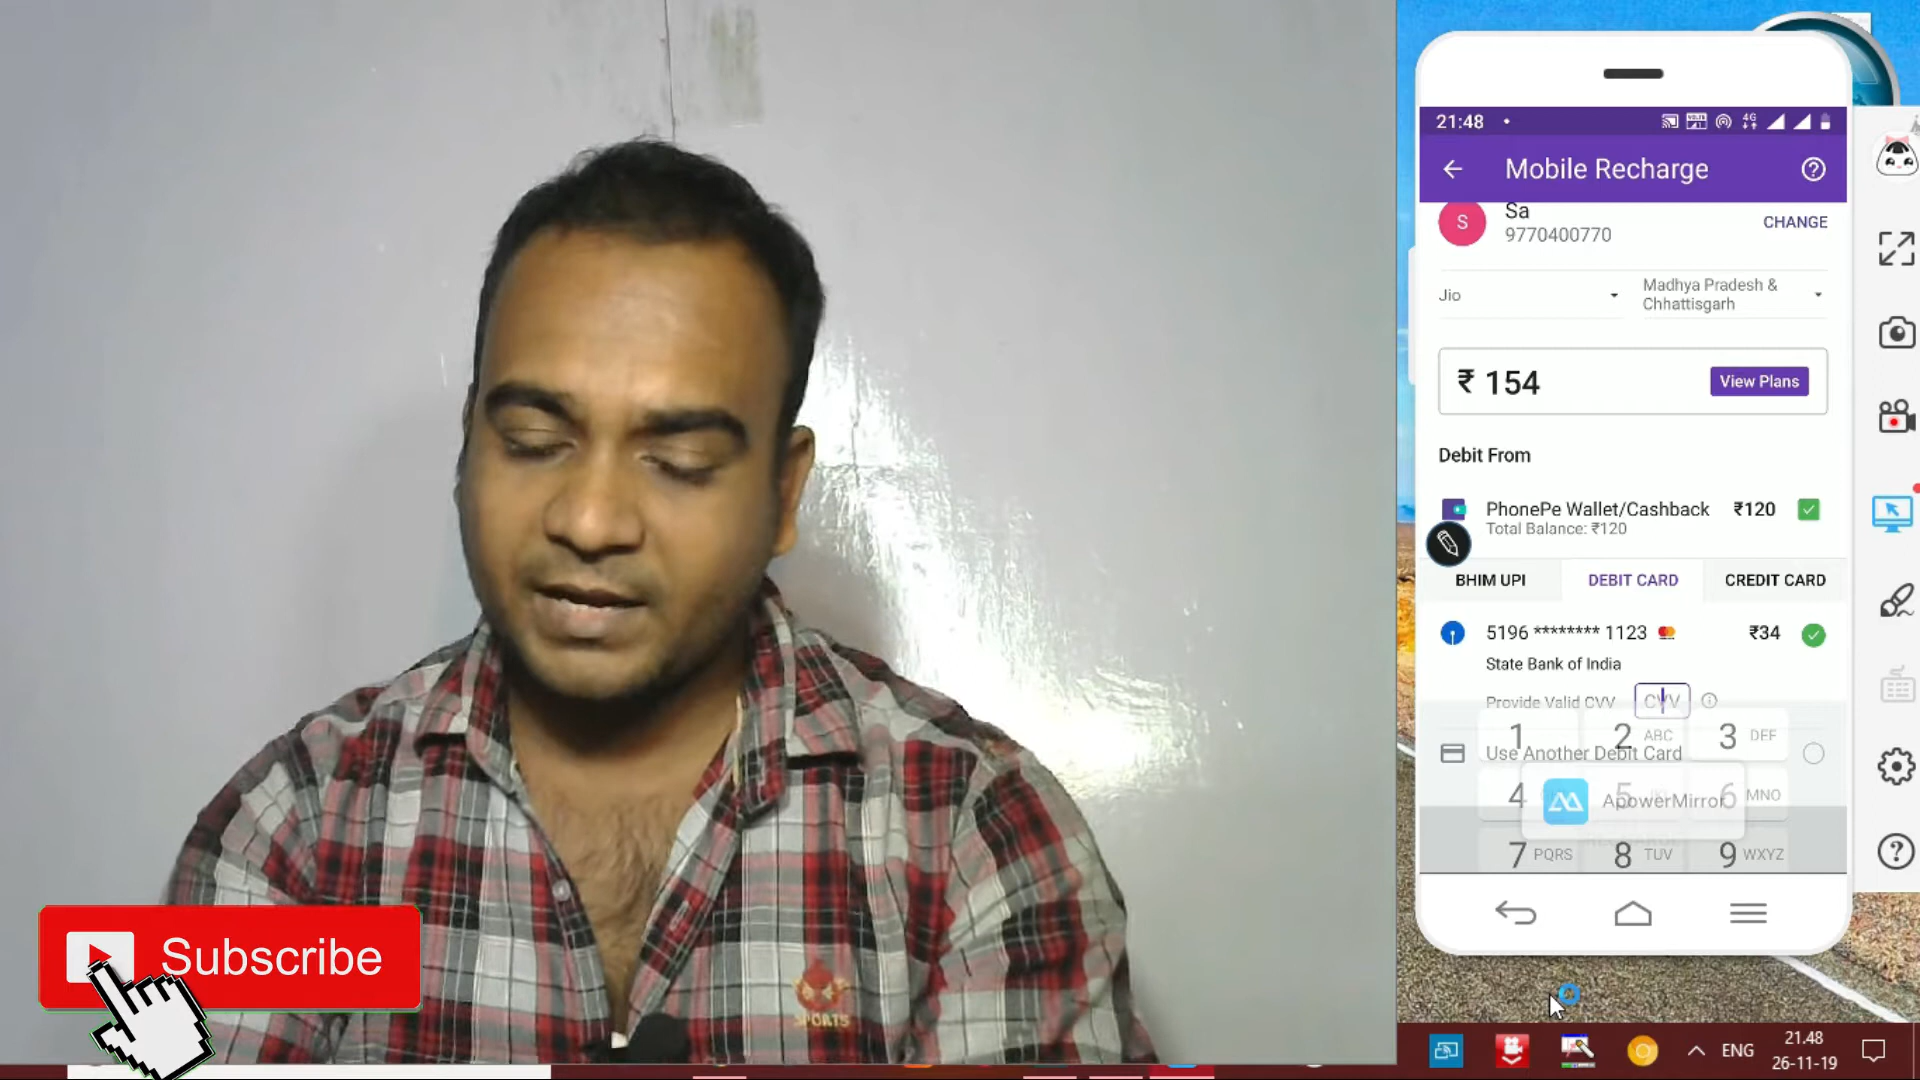 21:48
4G
Mobile Recharge
S
Sa
9770400770
CHANGE
Jio
Madhya Pradesh &
Chhattisgarh
₹ 154
View Plans
Debit From
PhonePe Wallet/Cashback ₹120
Total Balance: ₹120
BHIM UPI DEBIT CARD CREDIT CARD
5196 ******** 1123 ₹34
State Bank of India
Provide Valid CVV CVV
1 2 ABC 3 DEF
Use Another Debit Card
4 5 6 MNO
ApowerMirror
7 PQRS 8 TUV 9 WXYZ
Subscribe
SPORTS
ENG
21.48
26-11-19